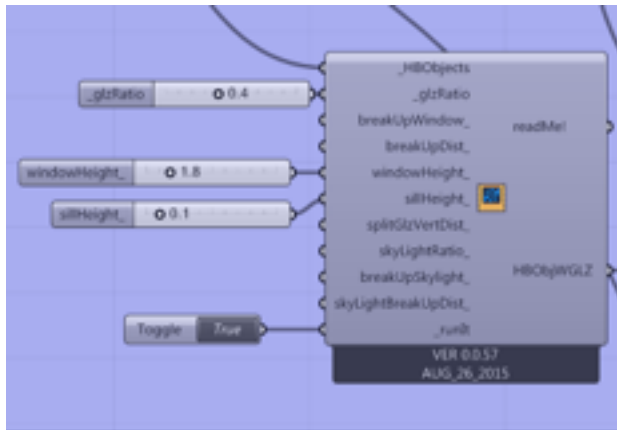 _HBObjects
_glzRatio 0.4
_glzRatio
breakUpWindow_
readMe!
breakUpDist_
windowHeight_ 1.8
windowHeight_
sillHeight_ 0.1
sillHeight_
splitGlzVertDist_
skyLightRatio_
breakUpSkylight_
HBObjWGLZ
skyLightBreakUpDist_
Toggle True
_runIt
VER 0.0.57
AUG_26_2015